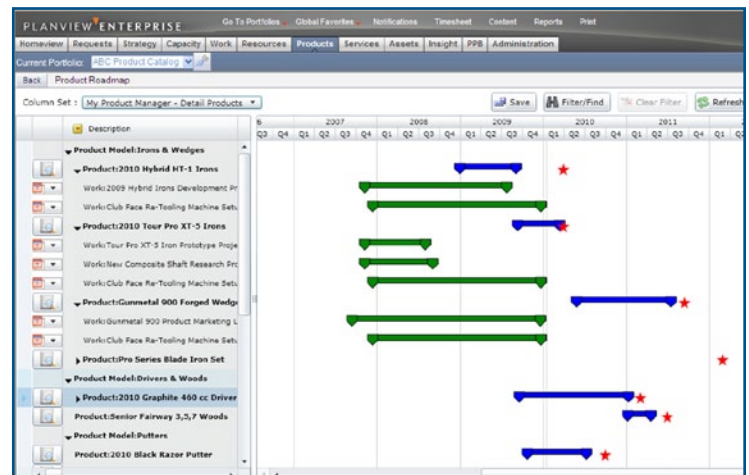 PLANVIEW ENTERPRISE
Go To Portfolios Global Favorites Notifications Timesheet Content Reports Print
Homeview Requests Strategy Capacity Work Resources Products Services Assets Insight PPB Administration
Current Portfolio: ABC Product Catalog
Back Product Roadmap
Column Set : My Product Manager - Detail Products Save Filter/Find Clear Filter Refresh
Description
6 2007 2008 2009 2010 2011
Q3 Q4 Q1 Q2 Q3 Q4 Q1 Q2 Q3 Q4 Q1 Q2 Q3 Q4 Q1 Q2 Q3 Q4 Q1 Q2 Q3 Q4 Q1 Q2
Product Model:Irons & Wedges
Product:2010 Hybrid HT-1 Irons
Work:2009 Hybrid Irons Development Pr
Work:Club Face Re-Tooling Machine Setu
Product:2010 Tour Pro XT-5 Irons
Work:Tour Pro XT-5 Iron Prototype Proje
Work:New Composite Shaft Research Pro
Work:Club Face Re-Tooling Machine Setu
Product:Gunmetal 900 Forged Wedge
Work:Gunmetal 900 Product Marketing L
Work:Club Face Re-Tooling Machine Setu
Product:Pro Series Blade Iron Set
Product Model:Drivers & Woods
Product:2010 Graphite 460 cc Driver
Product:Senior Fairway 3,5,7 Woods
Product Model:Putters
Product:2010 Black Razor Putter